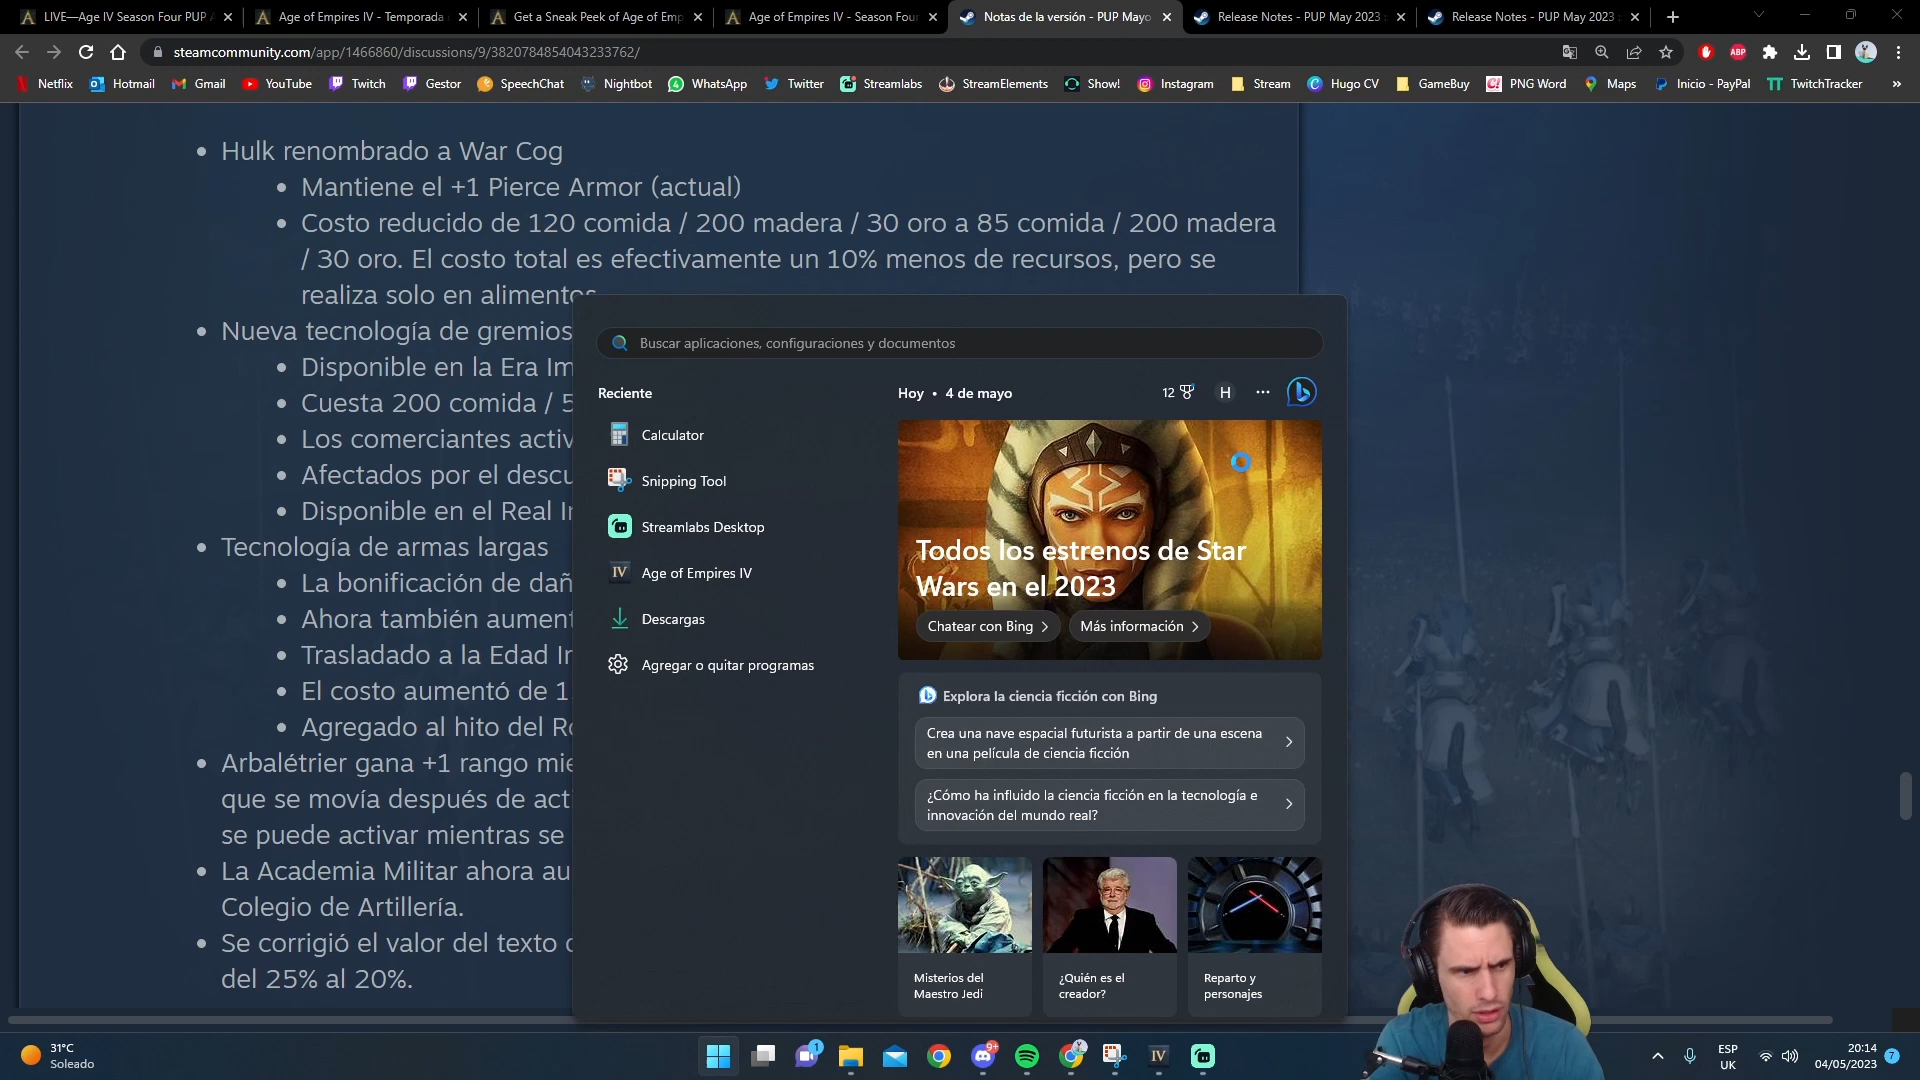 LIVE—Age IV Season Four PUP
Age of Empires IV - Temporada
Get a Sneak Peek of Age of Emp
Age of Empires IV - Season Four
Notas de la versión - PUP Mayo
Release Notes - PUP May 2023
Release Notes - PUP May 2023
steamcommunity.com/app/1466860/discussions/9/3820784854043233762/
Netflix
Hotmail
Gmail
YouTube
Twitch
Gestor
SpeechChat
Nightbot
WhatsApp
Twitter
Streamlabs
StreamElements
Show!
Instagram
Stream
Hugo CV
GameBuy
PNG Word
Maps
Inicio - PayPal
TwitchTracker
ABP
• Hulk renombrado a War Cog
• Mantiene el +1 Pierce Armor (actual)
• Costo reducido de 120 comida / 200 madera / 30 oro a 85 comida / 200 madera
/ 30 oro. El costo total es efectivamente un 10% menos de recursos, pero se
realiza solo en alimentos
• Nueva tecnología de gremios
• Disponible en la Era Im
• Cuesta 200 comida / 5
• Los comerciantes activ
• Afectados por el descu
• Disponible en el Real In
• Tecnología de armas largas
• La bonificación de dañ
• Ahora también aument
• Trasladado a la Edad In
• El costo aumentó de 1
• Agregado al hito del Ro
• Arbalétrier gana +1 rango mie
que se movía después de acti
se puede activar mientras se
• La Academia Militar ahora au
Colegio de Artillería.
• Se corrigió el valor del texto d
del 25% al 20%.
Buscar aplicaciones, configuraciones y documentos
Reciente
Calculator
Snipping Tool
Streamlabs Desktop
IV
Age of Empires IV
Descargas
Agregar o quitar programas
Hoy • 4 de mayo
12
H
Todos los estrenos de Star
Wars en el 2023
Chatear con Bing
Más información
Explora la ciencia ficción con Bing
Crea una nave espacial futurista a partir de una escena
en una película de ciencia ficción
¿Cómo ha influido la ciencia ficción en la tecnología e
innovación del mundo real?
Misterios del
Maestro Jedi
¿Quién es el
creador?
Reparto y
personajes
31°C
Soleado
1
9+
IV
ESP
UK
20:14
04/05/2023
7